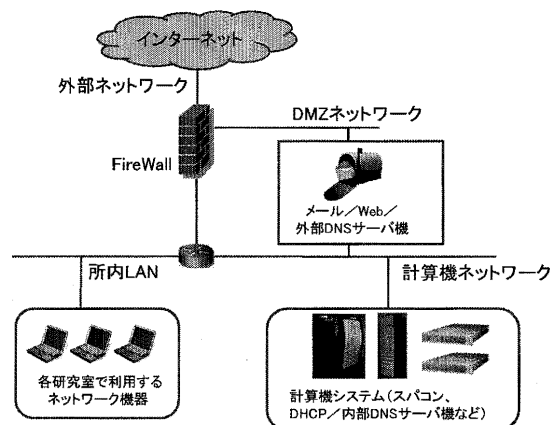 インターネット
外部ネットワーク
DMZネットワーク
FireWall
メール／Web／
外部DNSサーバ機
所内LAN
計算機ネットワーク
各研究室で利用する
ネットワーク機器
計算機システム(スパコン、
DHCP／内部DNSサーバ機など)